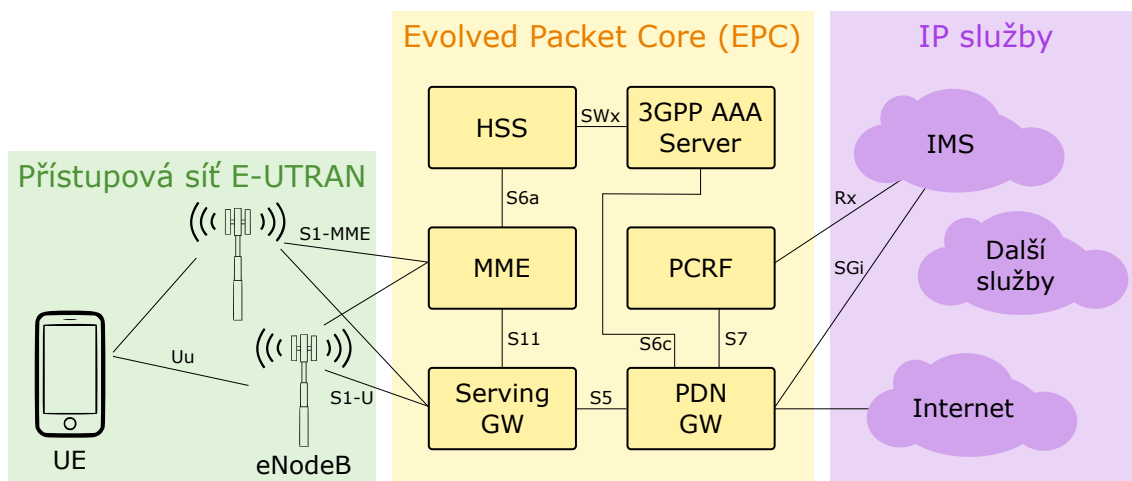 Evolved Packet Core (EPC)
IP služby
Přístupová síť E-UTRAN
HSS
SWx
3GPP AAA
Server
IMS
S6a
Rx
S1-MME
MME
PCRF
SGi
Další
služby
Uu
S11
S6c
S7
S1-U
Serving
GW
S5
PDN
GW
Internet
UE
eNodeB